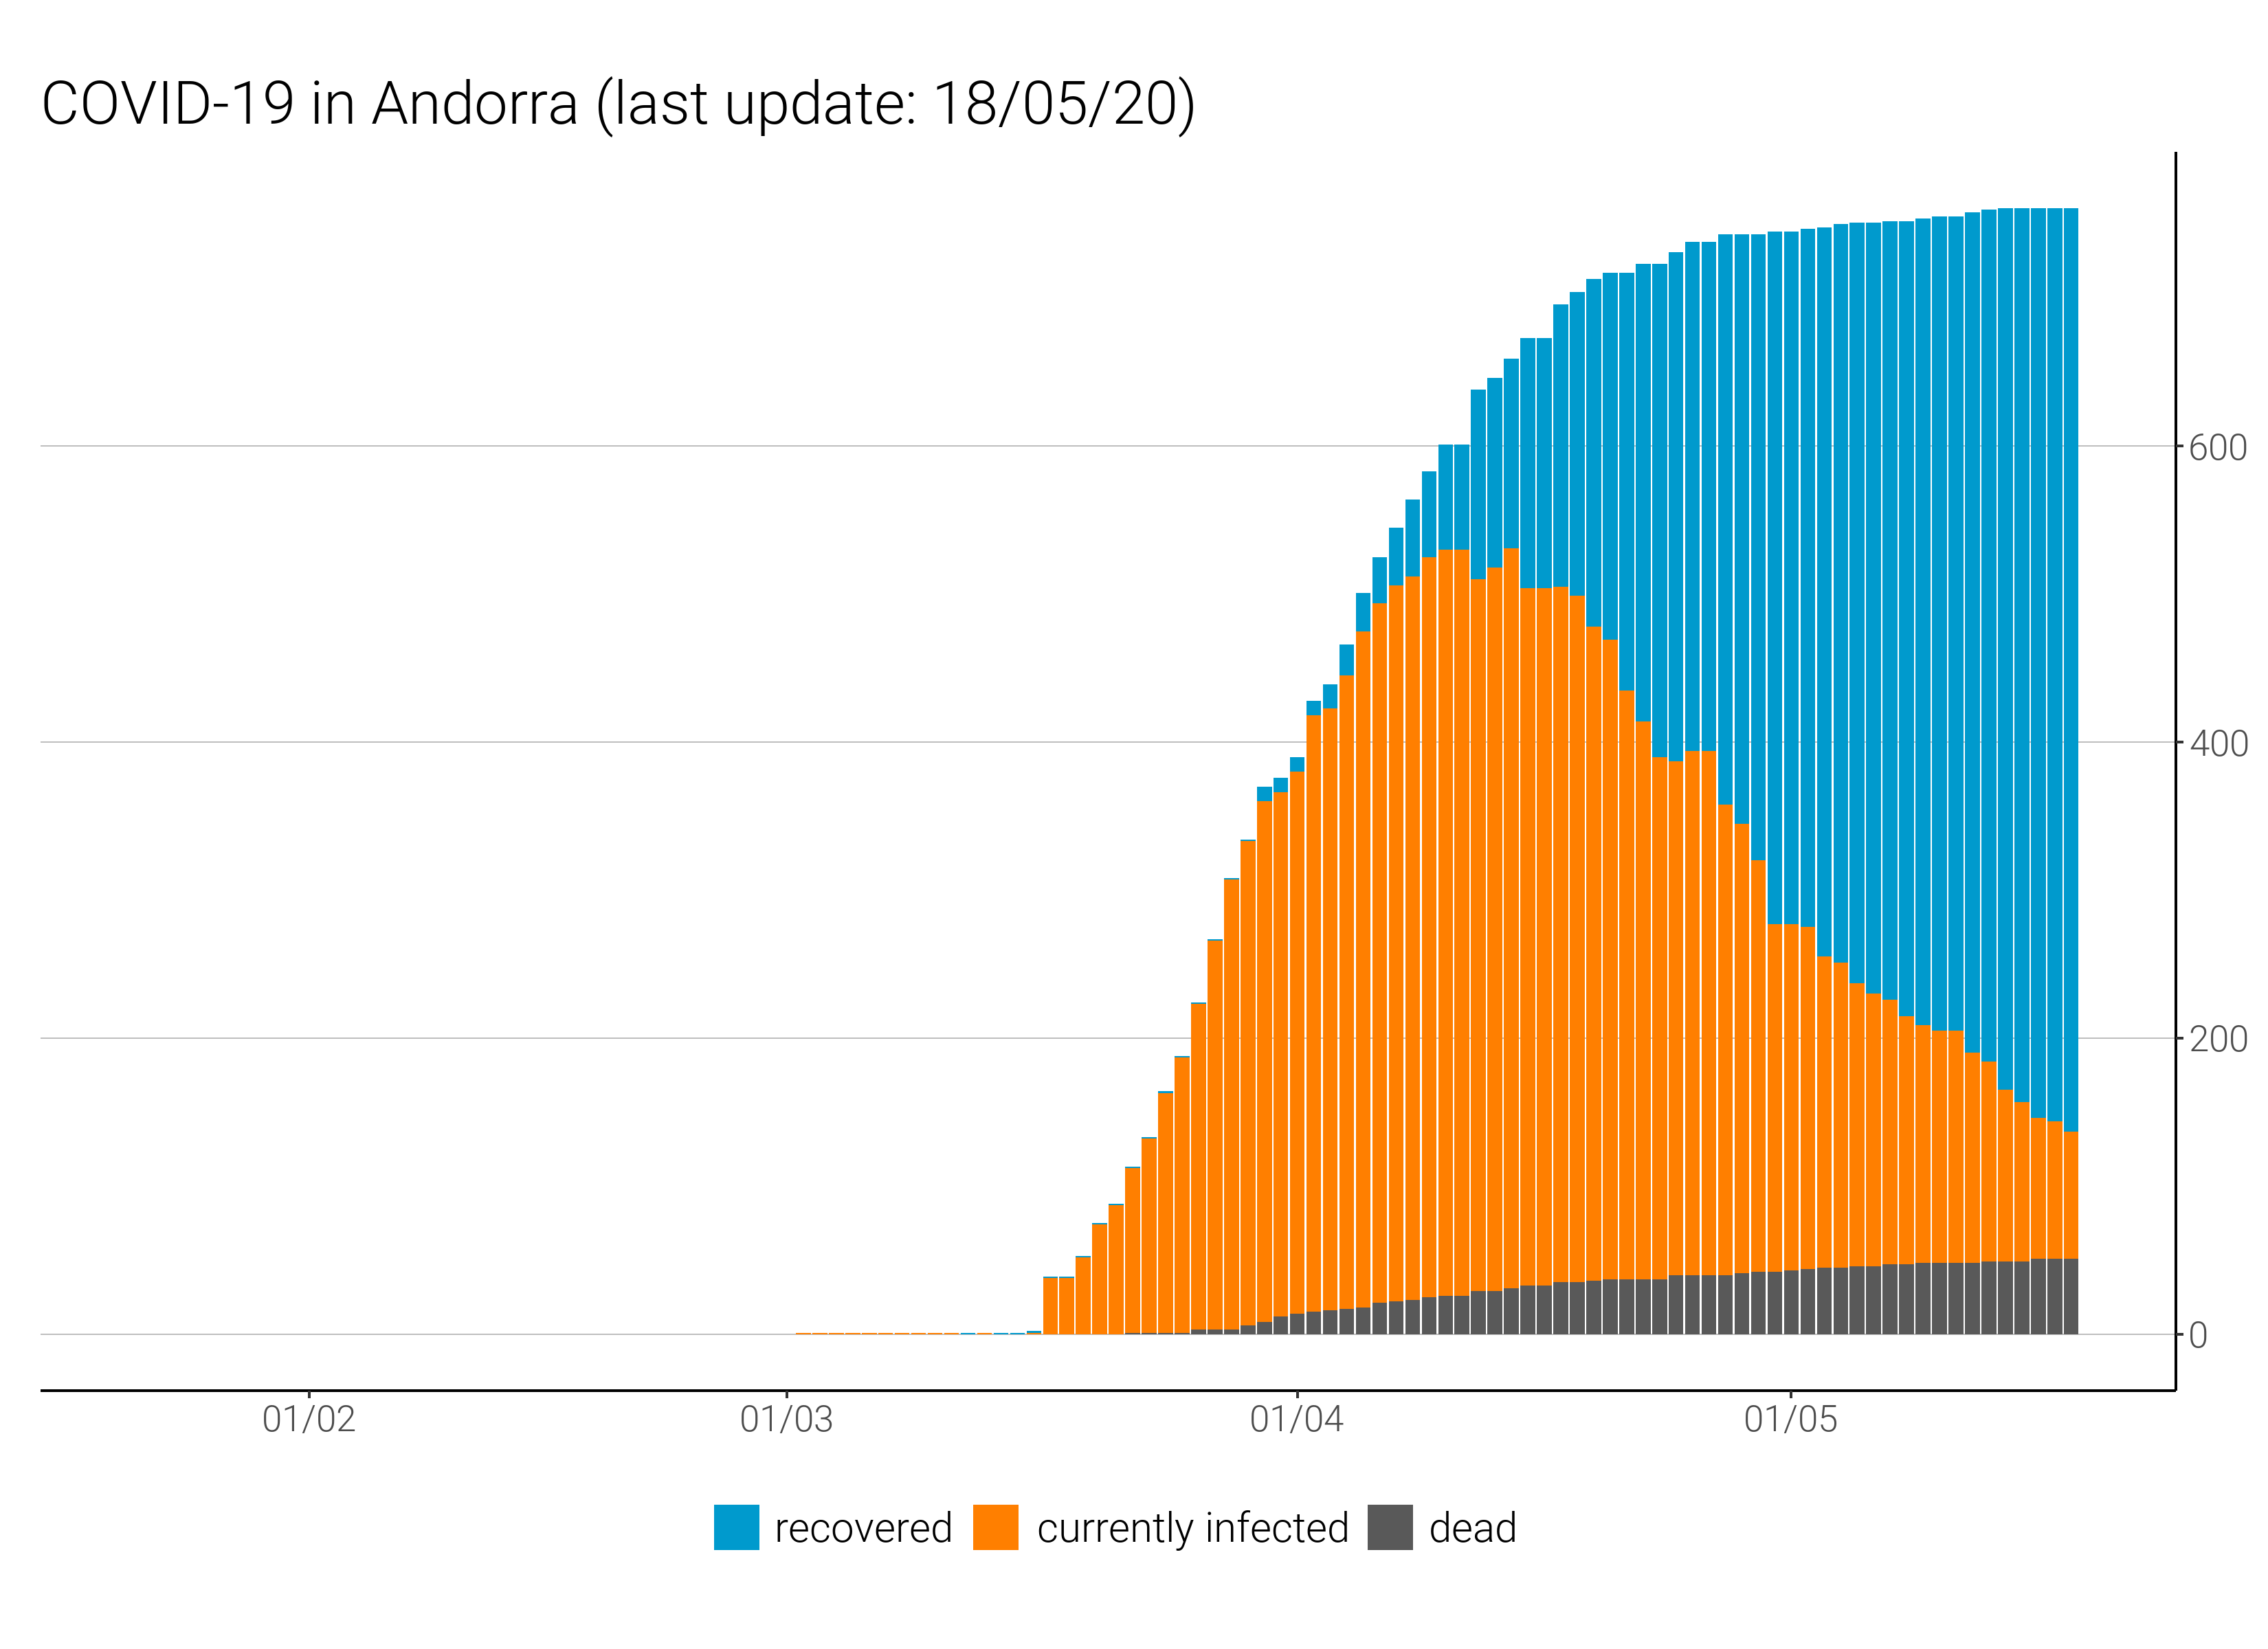 COVID-19 in Andorra (last update: 18/05/20)
600
400
200
0
01/02 01/03 01/04 01/05
recovered currently infected dead